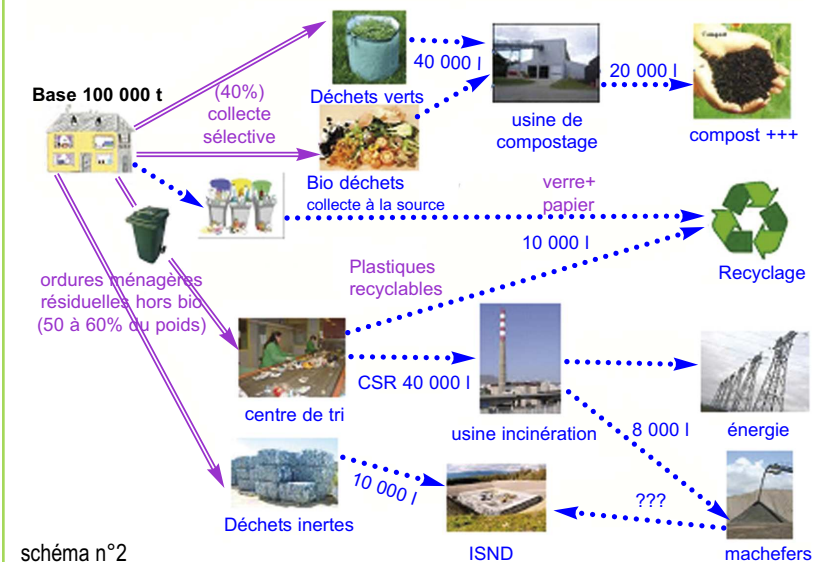 Base 100 000 t
(40%)
collecte
sélective
Déchets verts
40 000 l
usine de
compostage
20 000 l
Compost
compost +++
Bio déchets
collecte à la source
verre+
papier
10 000 l
Recyclage
Plastiques
recyclables
ordures ménagères
résiduelles hors bio
(50 à 60% du poids)
centre de tri
CSR 40 000 l
usine incinération
énergie
8 000 l
Déchets inertes
10 000 l
ISND
???
machefers
schéma n°2